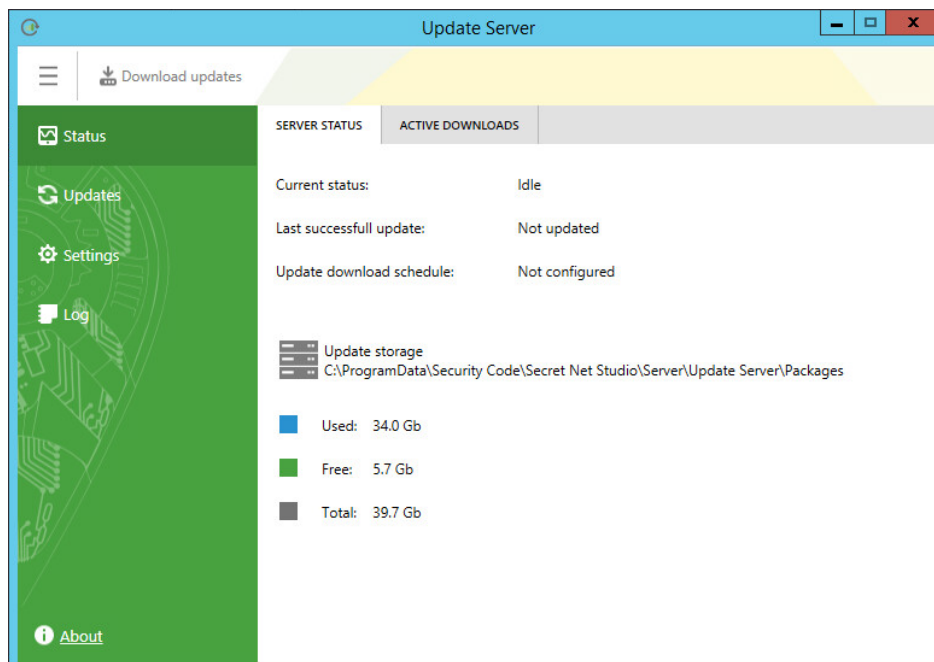 Update Server
Download updates
Status
Updates
Settings
Log
About
SERVER STATUS ACTIVE DOWNLOADS
Current status: Idle
Last successfull update: Not updated
Update download schedule: Not configured
Update storage
C:\ProgramData\Security Code\Secret Net Studio\Server\Update Server\Packages
Used: 34.0 Gb
Free: 5.7 Gb
Total: 39.7 Gb